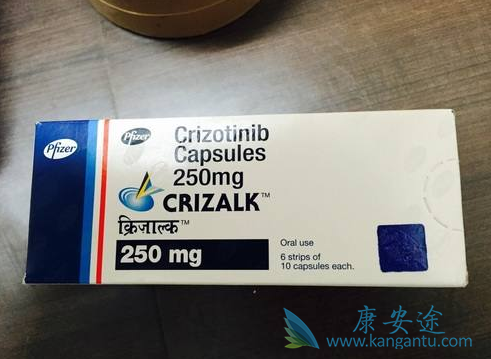 Pfizer
Pfizer
Crizotinib
Capsules
250mg
CRIZALK™
क्रिज़ाल्क™
250 mg
Oral use
6 strips of
10 capsules each.
康安途
www.kangantu.com